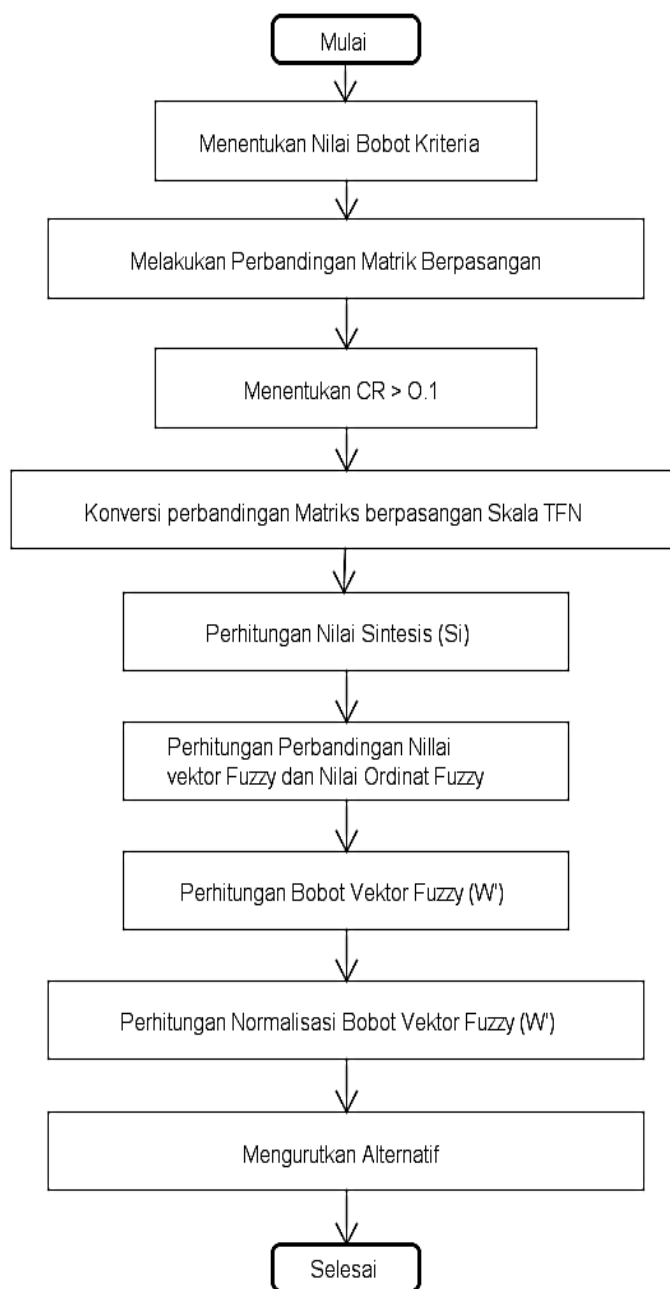 Mulai
Menentukan Nilai Bobot Kriteria
Melakukan Perbandingan Matrik Berpasangan
Menentukan CR > O.1
Konversi perbandingan Matriks berpasangan Skala TFN
Perhitungan Nilai Sintesis (Si)
Perhitungan Perbandingan Nillai
vektor Fuzzy dan Nilai Ordinat Fuzzy
Perhitungan Bobot Vektor Fuzzy (W')
Perhitungan Normalisasi Bobot Vektor Fuzzy (W')
Mengurutkan Alternatif
Selesai